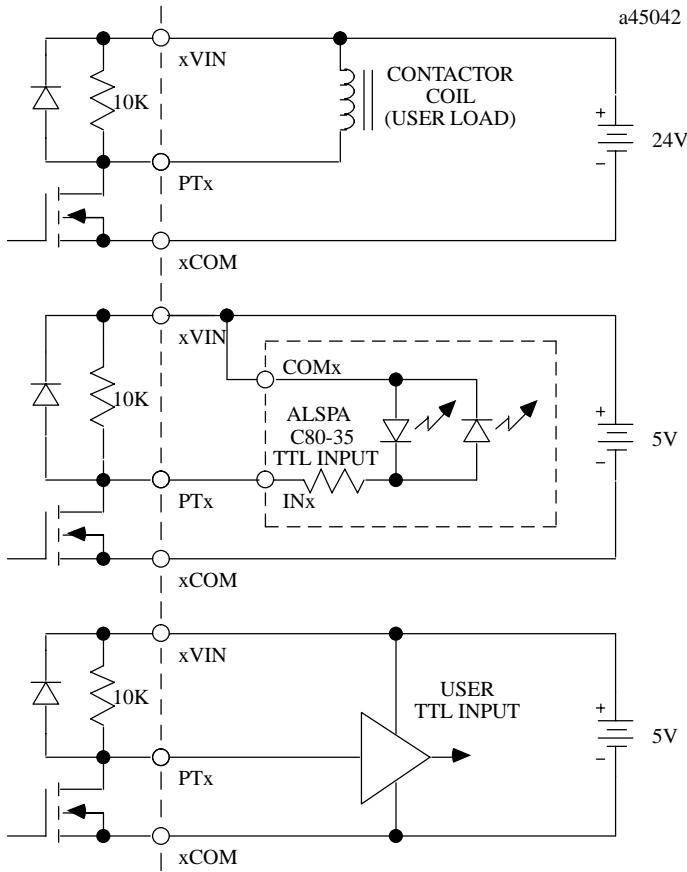 a45042
xVIN
CONTACTOR
COIL
(USER LOAD)
10K
+
24V
−
PTx
xCOM
xVIN
COMx
10K
ALSPA
C80-35
TTL INPUT
+
5V
−
PTx
INx
xCOM
xVIN
10K
USER
TTL INPUT
+
5V
−
PTx
xCOM